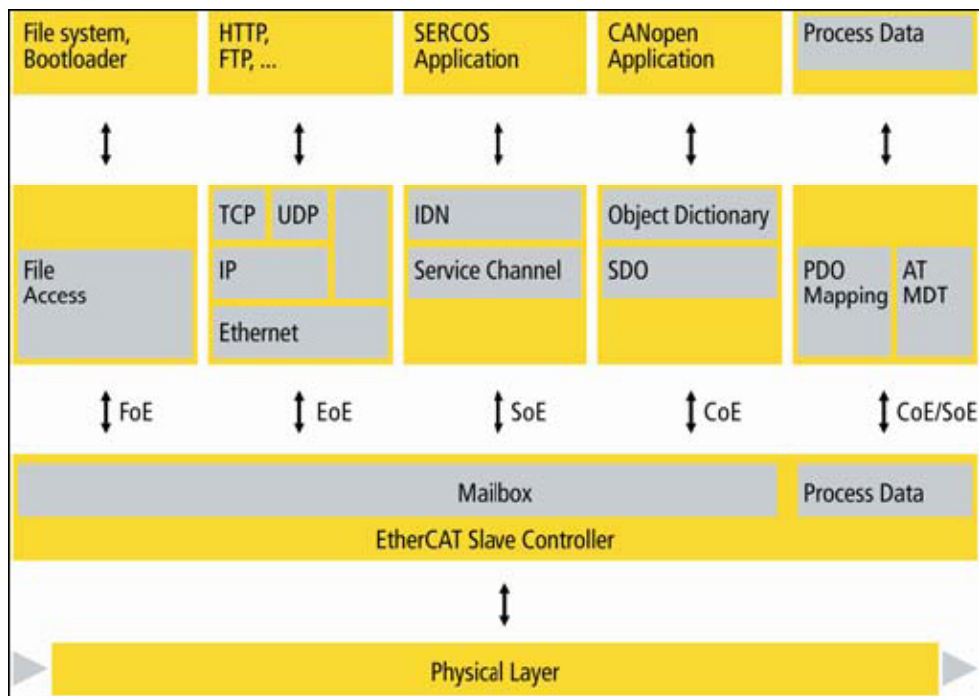 File system,
Bootloader
HTTP,
FTP, ...
SERCOS
Application
CANopen
Application
Process Data
File
Access
TCP
UDP
IP
Ethernet
IDN
Service Channel
Object Dictionary
SDO
PDO
Mapping
AT
MDT
FoE
EoE
SoE
CoE
CoE/SoE
Mailbox
Process Data
EtherCAT Slave Controller
Physical Layer